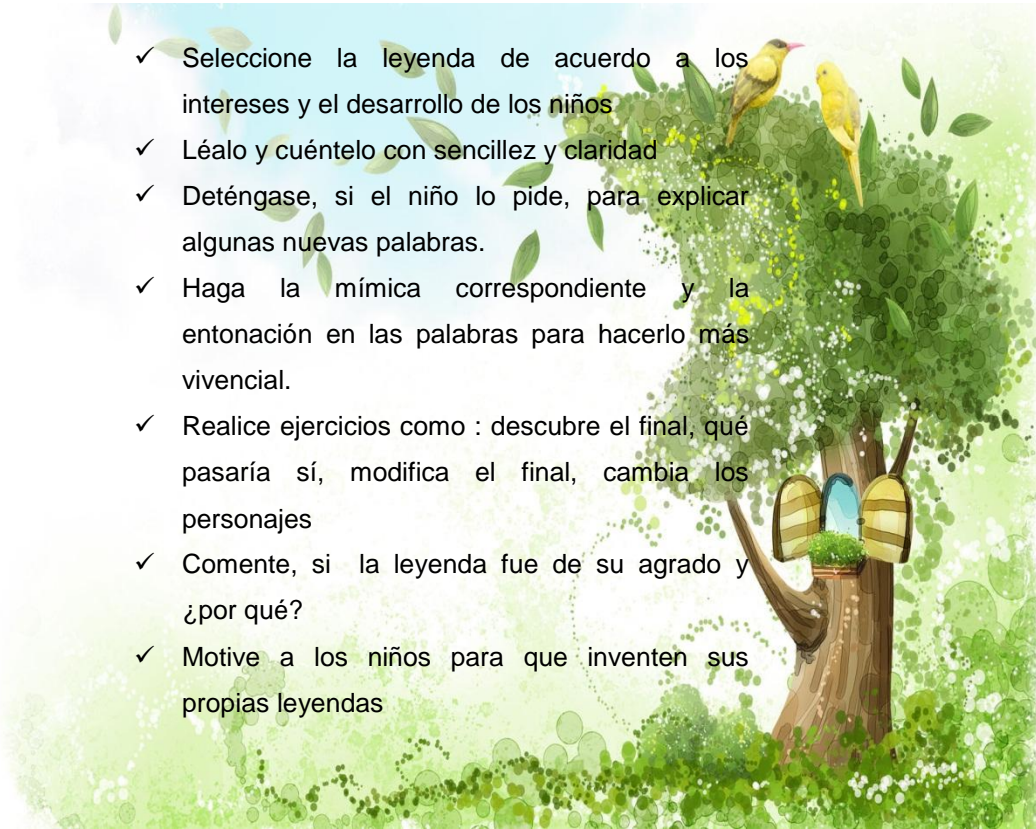 ✓ Seleccione la leyenda de acuerdo a los
intereses y el desarrollo de los niños
✓ Léalo y cuéntelo con sencillez y claridad
✓ Deténgase, si el niño lo pide, para explicar
algunas nuevas palabras.
✓ Haga la mímica correspondiente y la
entonación en las palabras para hacerlo más
vivencial.
✓ Realice ejercicios como : descubre el final, qué
pasaría sí, modifica el final, cambia los
personajes
✓ Comente, si la leyenda fue de su agrado y
¿por qué?
✓ Motive a los niños para que inventen sus
propias leyendas